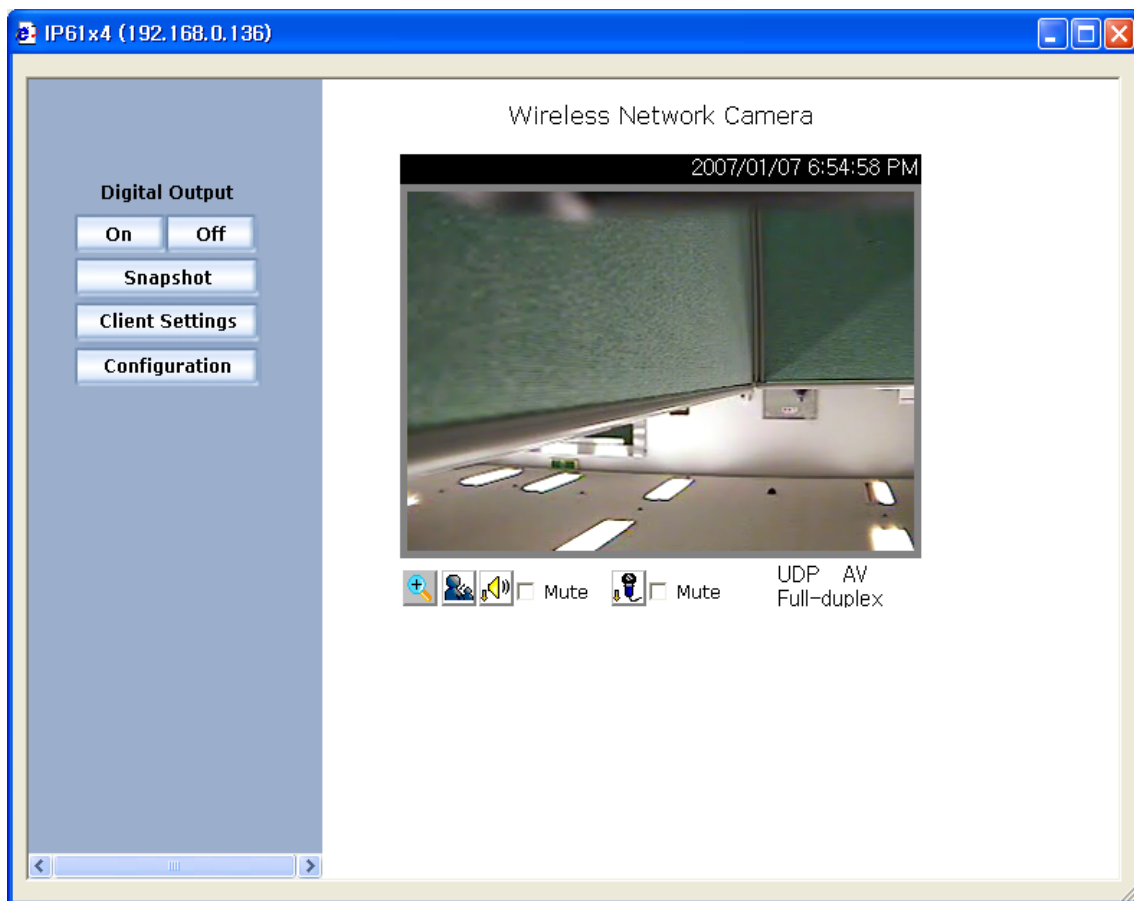 IP61x4 (192.168.0.136)
Wireless Network Camera
2007/01/07 6:54:58 PM
Digital Output
On Off
Snapshot
Client Settings
Configuration
Mute Mute
UDP AV
Full-duplex